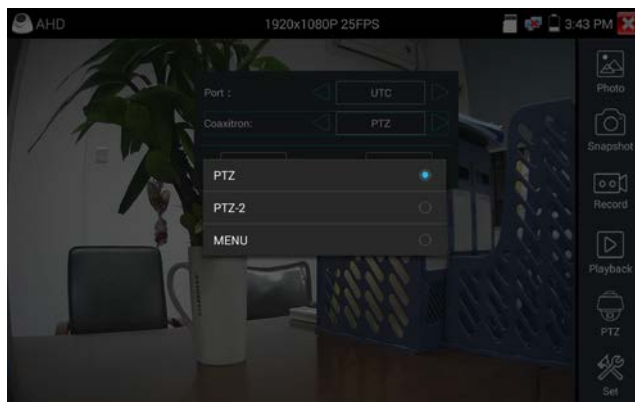 AHD 1920x1080P 25FPS 3:43 PM
Port : UTC
Coaxitron: PTZ
PTZ
PTZ-2
MENU
Photo
Snapshot
Record
Playback
PTZ
Set